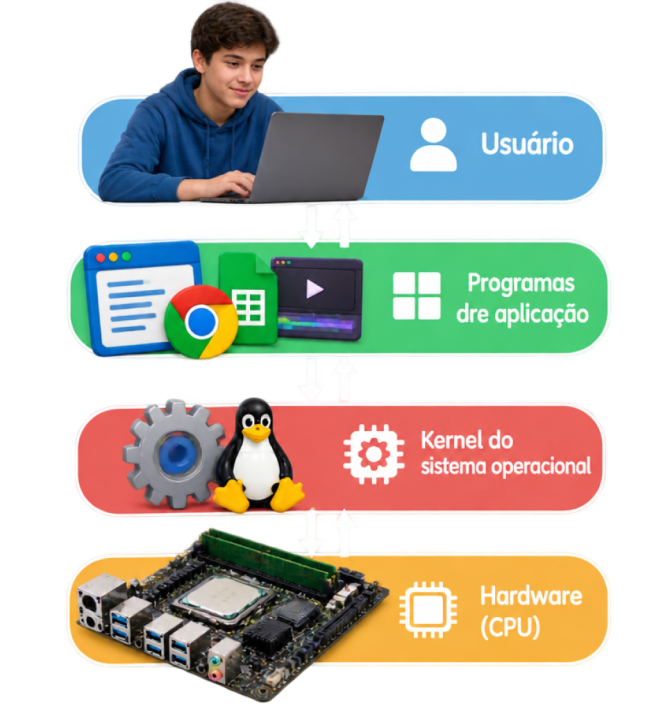 Usuário
Programas
dre aplicação
Kernel do
sistema operacional
Hardware
(CPU)